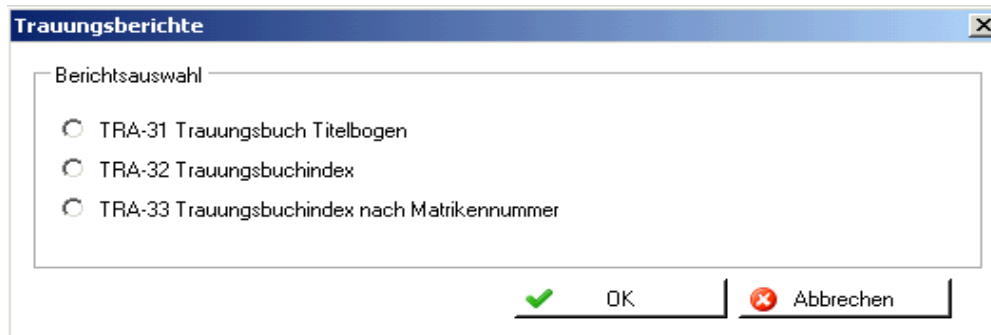 Trauungsberichte
Berichtsauswahl
TRA-31 Trauungsbuch Titelbogen
TRA-32 Trauungsbuchindex
TRA-33 Trauungsbuchindex nach Matrikennummer
OK Abbrechen